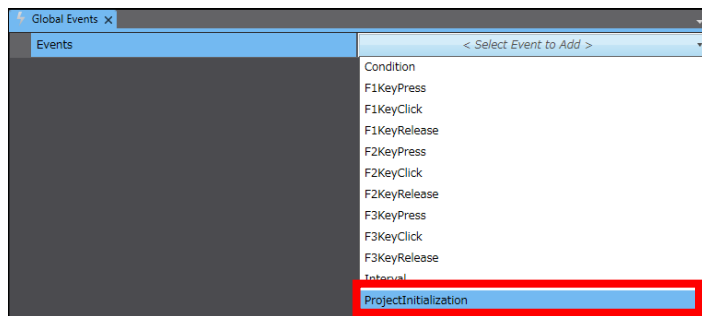 Global Events
Events
< Select Event to Add >
Condition
F1KeyPress
F1KeyClick
F1KeyRelease
F2KeyPress
F2KeyClick
F2KeyRelease
F3KeyPress
F3KeyClick
F3KeyRelease
Interval
ProjectInitialization